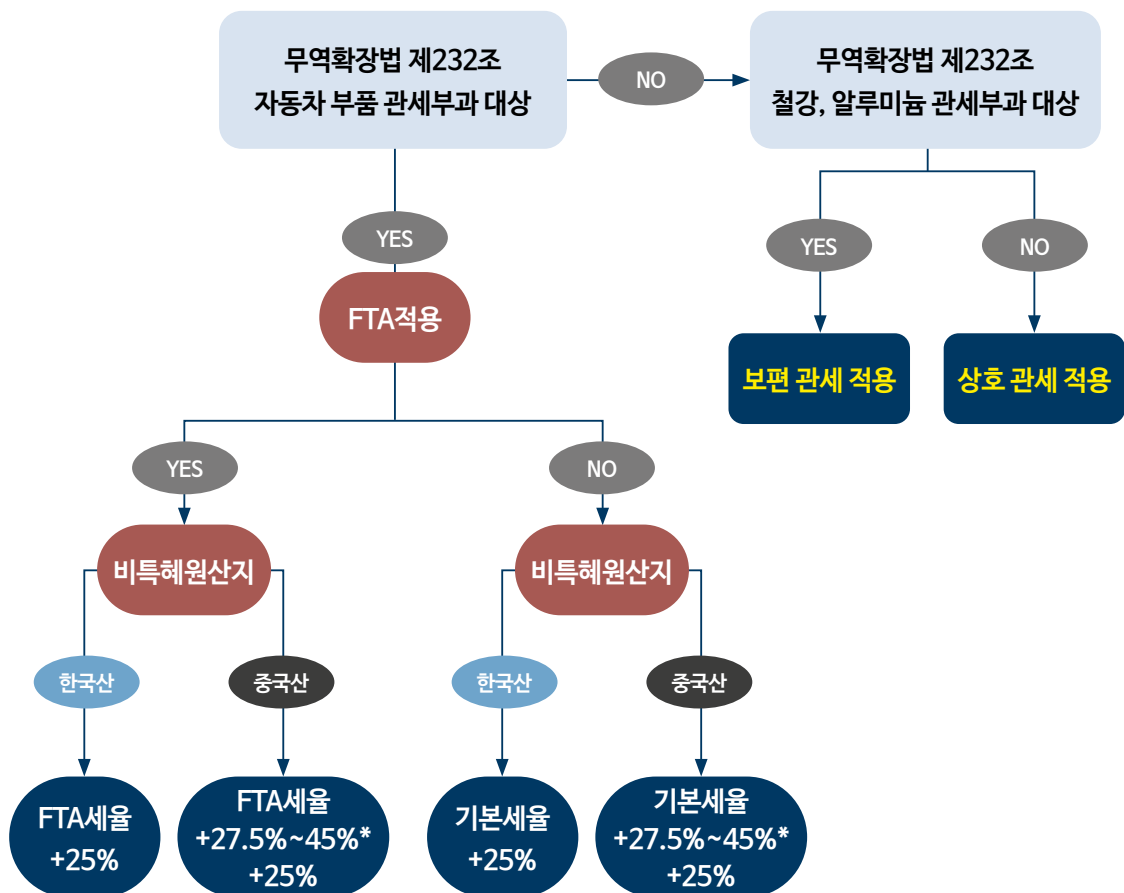 무역확장법 제232조
자동차 부품 관세부과 대상
NO
무역확장법 제232조
철강, 알루미늄 관세부과 대상
YES
YES
NO
FTA적용
보편 관세 적용
상호 관세 적용
YES
NO
비특혜원산지
비특혜원산지
한국산
중국산
한국산
중국산
FTA세율
+25%
FTA세율
+27.5%~45%*
+25%
기본세율
+25%
기본세율
+27.5%~45%*
+25%